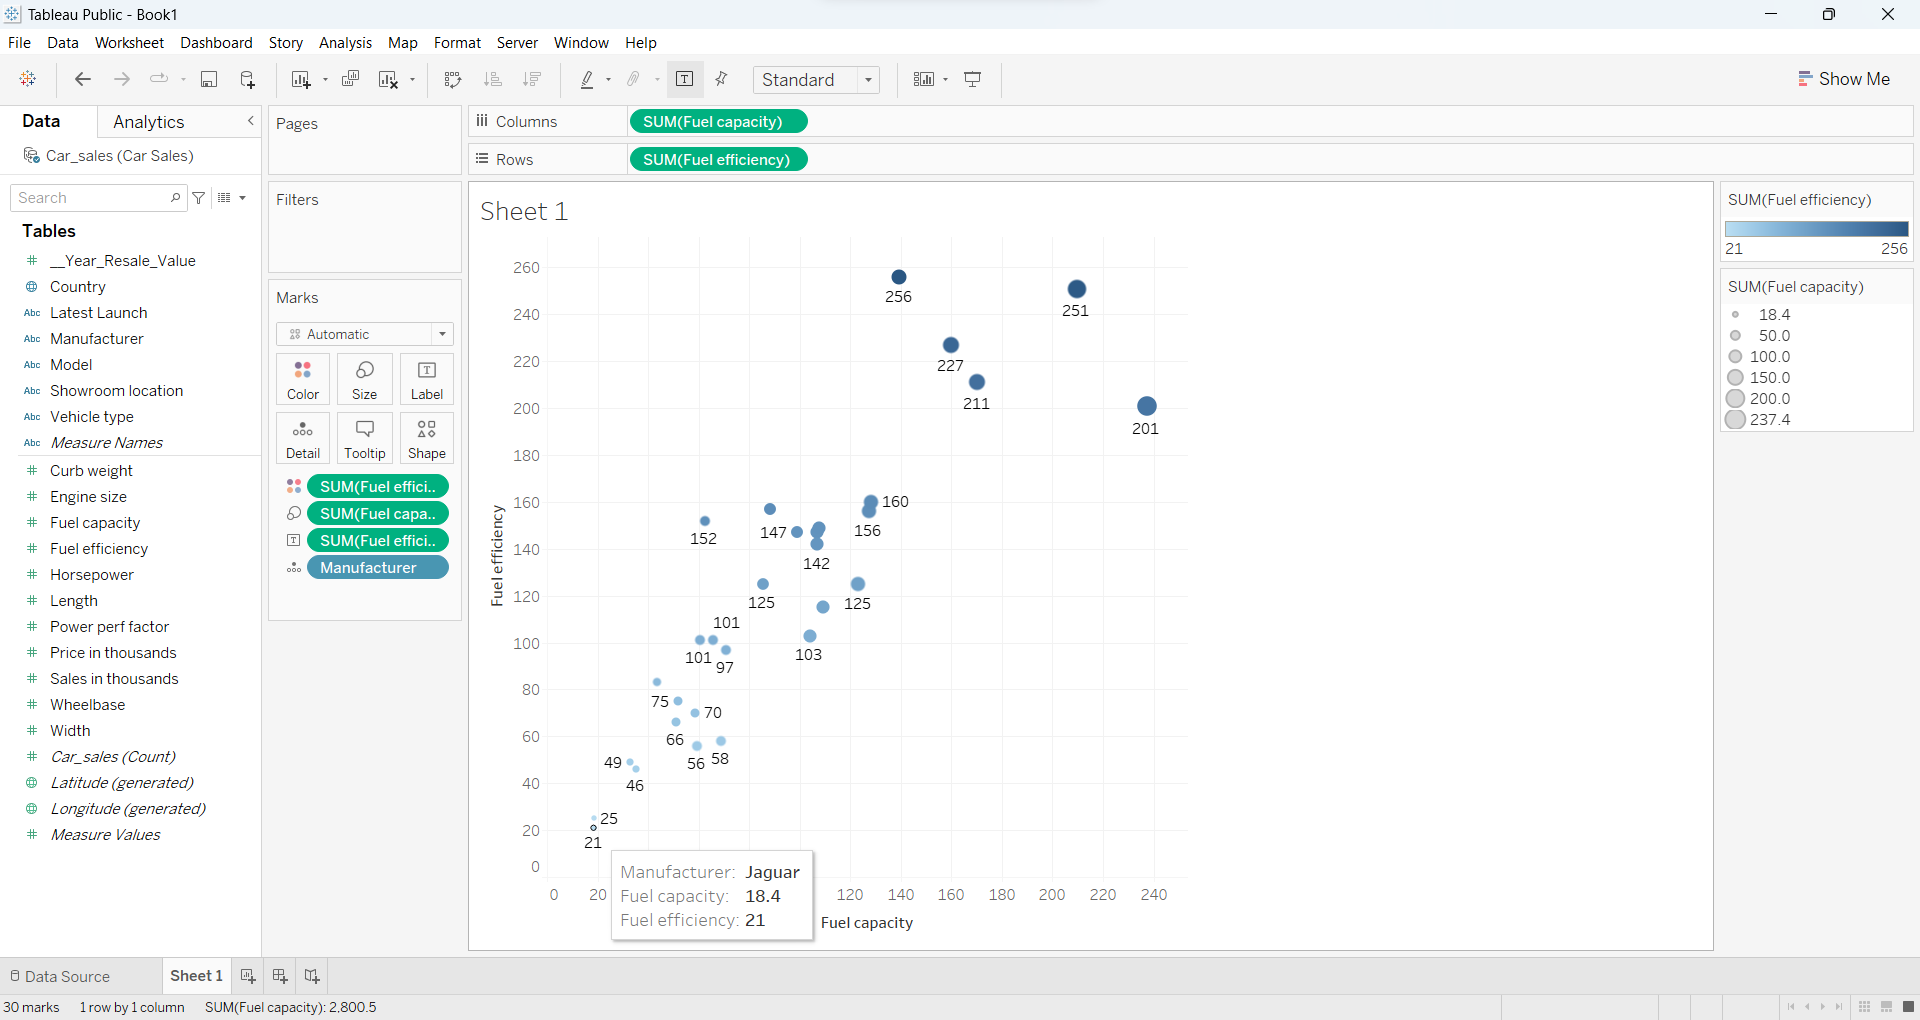 Tableau Public - Book1
File Data Worksheet Dashboard Story Analysis Map Format Server Window Help
Standard
Show Me
Data
Analytics
Car_sales (Car Sales)
Search
Tables
__Year_Resale_Value
Country
Abc Latest Launch
Abc Manufacturer
Abc Model
Abc Showroom location
Abc Vehicle type
Abc Measure Names
Curb weight
Engine size
Fuel capacity
Fuel efficiency
Horsepower
Length
Power perf factor
Price in thousands
Sales in thousands
Wheelbase
Width
Car_sales (Count)
Latitude (generated)
Longitude (generated)
Measure Values
Pages
Filters
Marks
Automatic
Color Size Label
Detail Tooltip Shape
SUM(Fuel effici..
SUM(Fuel capa..
SUM(Fuel effici..
Manufacturer
Columns SUM(Fuel capacity)
Rows SUM(Fuel efficiency)
Sheet 1
Fuel efficiency
260
240
220
200
180
160
140
120
100
80
60
40
20
0
256
251
227
211
201
160
156
152
147
142
125
125
101
101
97
103
75
70
66
56
58
49
46
25
21
Manufacturer: Jaguar
Fuel capacity: 18.4
Fuel efficiency: 21
0 20 120 140 160 180 200 220 240
Fuel capacity
SUM(Fuel efficiency)
21 256
SUM(Fuel capacity)
18.4
50.0
100.0
150.0
200.0
237.4
Data Source
Sheet 1
30 marks 1 row by 1 column SUM(Fuel capacity): 2,800.5